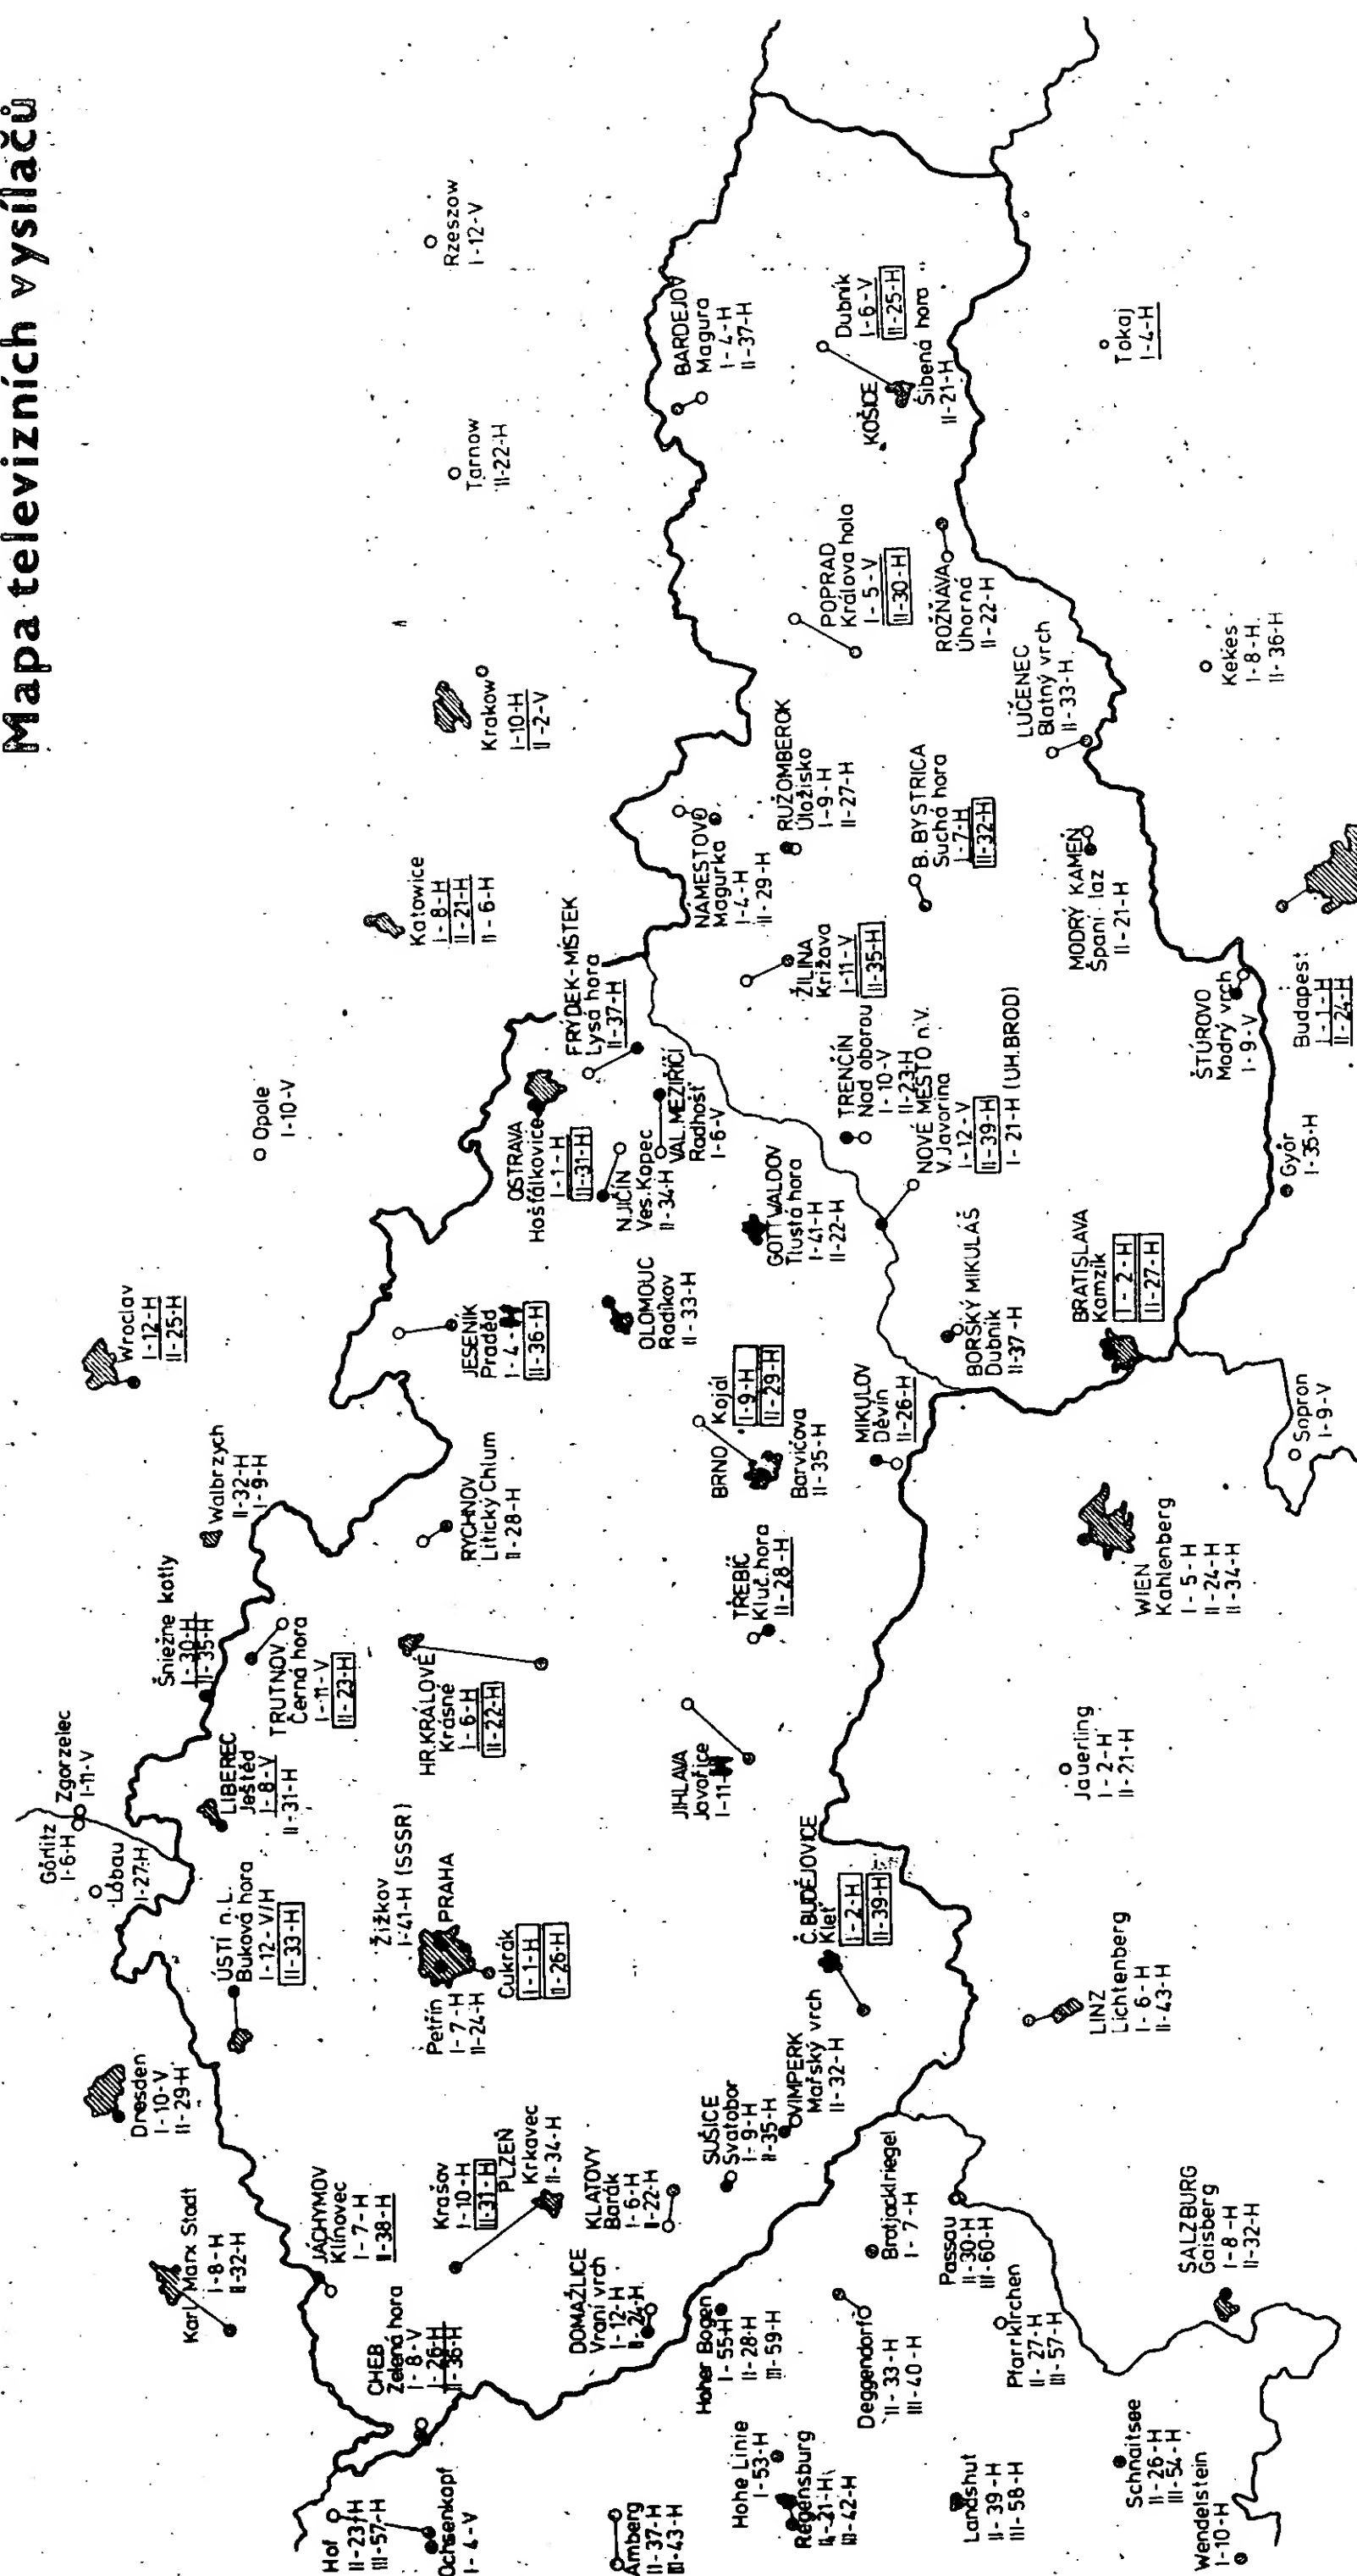 Mapa televizních vysílačů
Görlitz
I-6-H
Zgorzelec
I-11-V
Löbau
I-27-H
Śnieżne kotly
I-30-H
II-35-H
Walbrzych
II-32-H
I-9-H
Wroclav
I-12-H
II-25-H
Opole
I-10-V
Katowice
I-8-H
II-21-H
II-6-H
Krakow
I-10-H
II-2-V
Tarnow
II-22-H
Rzeszow
I-12-V
Dresden
I-10-V
II-29-H
Karl Marx Stadt
I-8-H
II-32-H
ÚSTÍ n.L.
Buková hora
I-12-V/H
II-33-H
LIBEREC
Ještěd
I-8-V
II-31-H
TRUTNOV
Černá hora
I-11-V
II-23-H
JÁCHYMOV
Klínovec
I-7-H
II-38-H
CHEB
Zelená hora
I-8-V
I-26-H
II-36-H
Hof
II-23-H
III-57-H
Ochsenkopf
I-4-V
Krašov
I-10-H
II-31-H
PLZEŇ
Krkavec
II-34-H
Žižkov
I-41-H (SSSR)
PRAHA
Petřín
I-7-H
II-24-H
Cukrák
I-1-H
II-26-H
HR.KRÁLOVÉ
Krásné
I-6-H
II-22-H
RYCHNOV
Litický Chlum
II-28-H
JESENÍK
Praděd
I-4-
II-36-H
OSTRAVA
Hošťálkovice
I-1-H
II-31-H
FRÝDEK-MÍSTEK
Lysá hora
II-37-H
N.JIČÍN
Ves.Kopec
II-34-H
VAL.MEZIŘÍČÍ
Radhošť
I-6-V
OLOMOUC
Radíkov
II-33-H
Amberg
II-37-H
III-43-H
DOMAŽLICE
Vraní vrch
I-12-H
II-24-H
KLATOVY
Barák
I-6-H
II-22-H
SUŠICE
Svatobor
I-9-H
II-35-H
VIMPERK
Mařský vrch
II-32-H
JIHLAVA
Javořice
I-11-
TŘEBÍČ
Kluč.hora
II-28-H
BRNO
Kojál
I-9-H
II-29-H
Barvičova
II-35-H
GOTTWALDOV
Tlustá hora
I-41-H
II-22-H
NÁMESTOVO
Magurka
I-4-H
II-29-H
BARDEJOV
Magura
I-4-H
II-37-H
Hoher Bogen
I-55-H
II-28-H
III-59-H
Hohe Linie
I-53-H
Regensburg
II-21-H
III-42-H
Č.BUDĚJOVICE
Kleť
I-2-H
II-39-H
MIKULOV
Děvín
II-26-H
TRENČÍN
Nad oborou
I-10-V
II-23-H
NOVÉ MESTO n.V.
V. Javorina
I-12-V
II-39-H
I-21-H (UH.BROD)
ŽILINA
Križava
I-11-V
II-35-H
RUŽOMBEROK
Úložisko
I-9-H
II-27-H
POPRAD
Králova hola
I-5-V
II-30-H
KOŠICE
Dubník
I-6-V
II-25-H
Šibená hora
II-21-H
Deggendorf
II-33-H
III-40-H
Brotjacklriegel
I-7-H
BORSKÝ MIKULÁŠ
Dubník
II-37-H
B. BYSTRICA
Suchá hora
I-7-H
II-32-H
ROŽŇAVA
Úhorná
II-22-H
Landshut
II-39-H
III-58-H
Passau
II-30-H
III-60-H
Pfarrkirchen
II-27-H
III-57-H
LINZ
Lichtenberg
I-6-H
II-43-H
Jauerling
I-2-H
II-21-H
WIEN
Kahlenberg
I-5-H
II-24-H
II-34-H
BRATISLAVA
Kamzík
I-2-H
II-27-H
MODRÝ KAMEŇ
Španí laz
II-21-H
LUČENEC
Blatný vrch
II-33-H
Tokaj
I-4-H
Schnaitsee
II-26-H
III-54-H
Wendelstein
I-10-H
SALZBURG
Gaisberg
I-8-H
II-32-H
Sopron
I-9-V
Györ
I-35-H
ŠTÚROVO
Modrý vrch
I-9-V
Budapest
I-1-H
II-24-H
Kekes
I-8-H
II-36-H